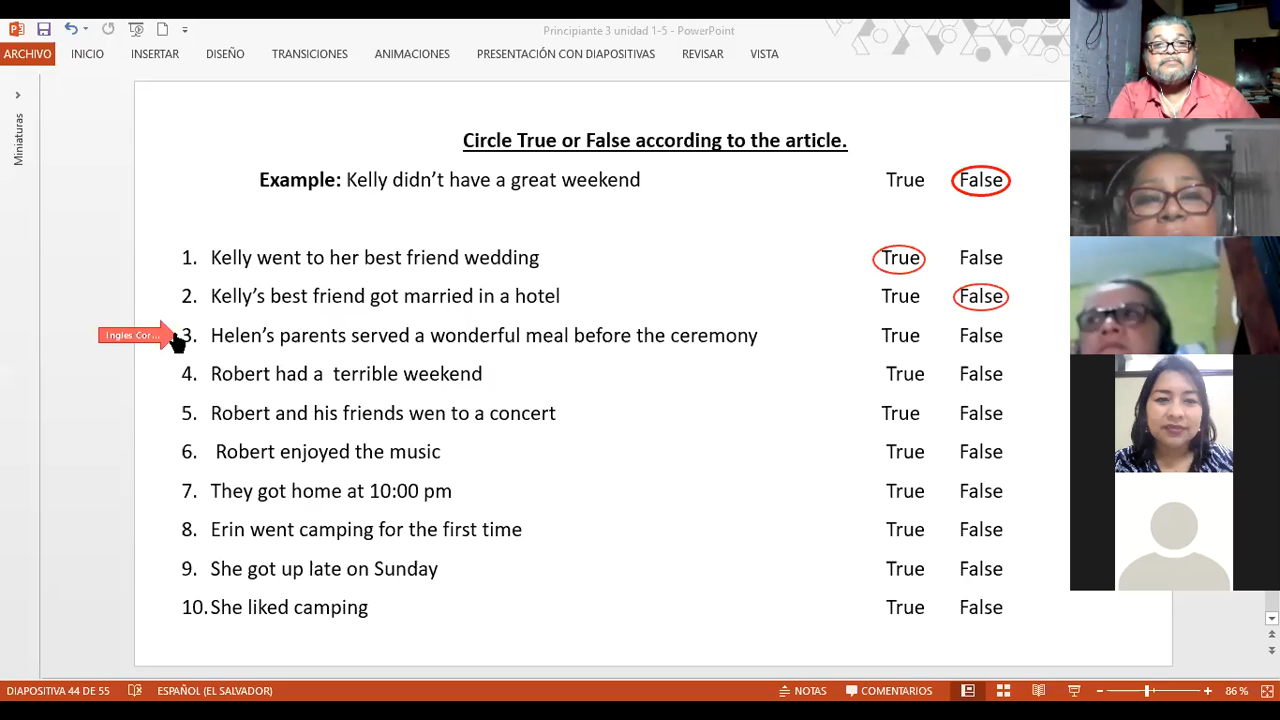 Principiante 3 unidad 1-5 - PowerPoint
ARCHIVO INICIO INSERTAR DISEÑO TRANSICIONES ANIMACIONES PRESENTACIÓN CON DIAPOSITIVAS REVISAR VISTA
Miniaturas
Circle True or False according to the article.
Example: Kelly didn't have a great weekend True False
1. Kelly went to her best friend wedding True False
2. Kelly's best friend got married in a hotel True False
Ingles Cor...
3. Helen's parents served a wonderful meal before the ceremony True False
4. Robert had a terrible weekend True False
5. Robert and his friends wen to a concert True False
6. Robert enjoyed the music True False
7. They got home at 10:00 pm True False
8. Erin went camping for the first time True False
9. She got up late on Sunday True False
10. She liked camping True False
DIAPOSITIVA 44 DE 55 ESPAÑOL (EL SALVADOR) NOTAS COMENTARIOS 86 %